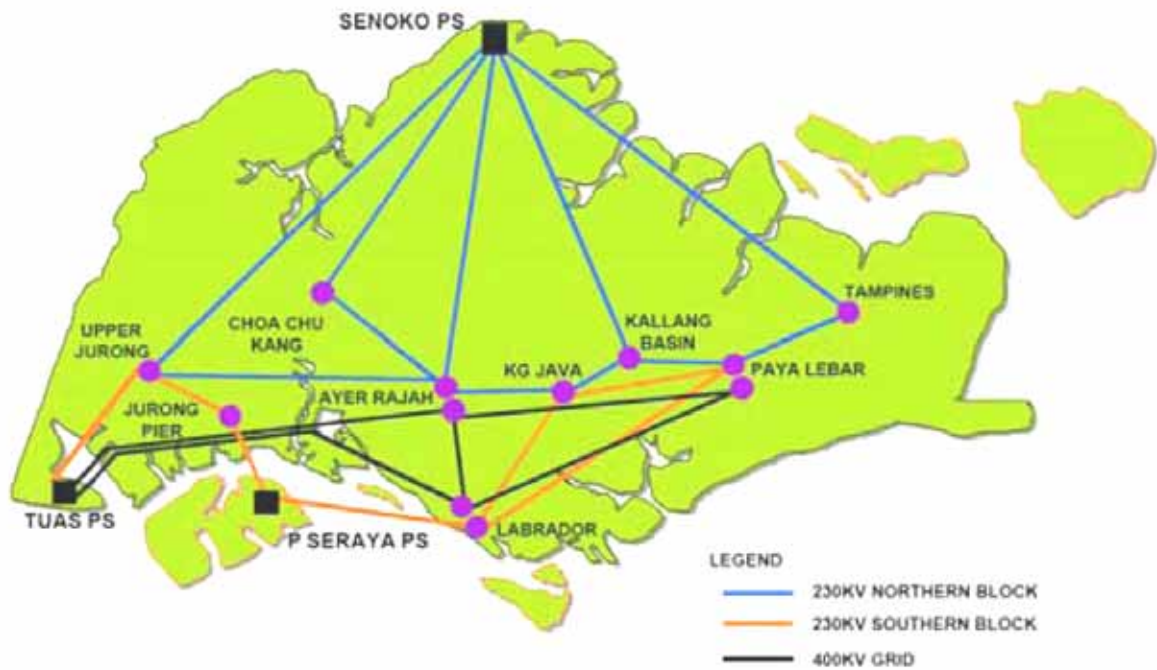 SENOKO PS
TAMPINES
UPPER
JURONG
CHOA CHU
KANG
KALLANG
BASIN
KG JAVA
PAYA LEBAR
AYER RAJAH
JURONG
PIER
TUAS PS
P SERAYA PS
LABRADOR
LEGEND
230KV NORTHERN BLOCK
230KV SOUTHERN BLOCK
400KV GRID